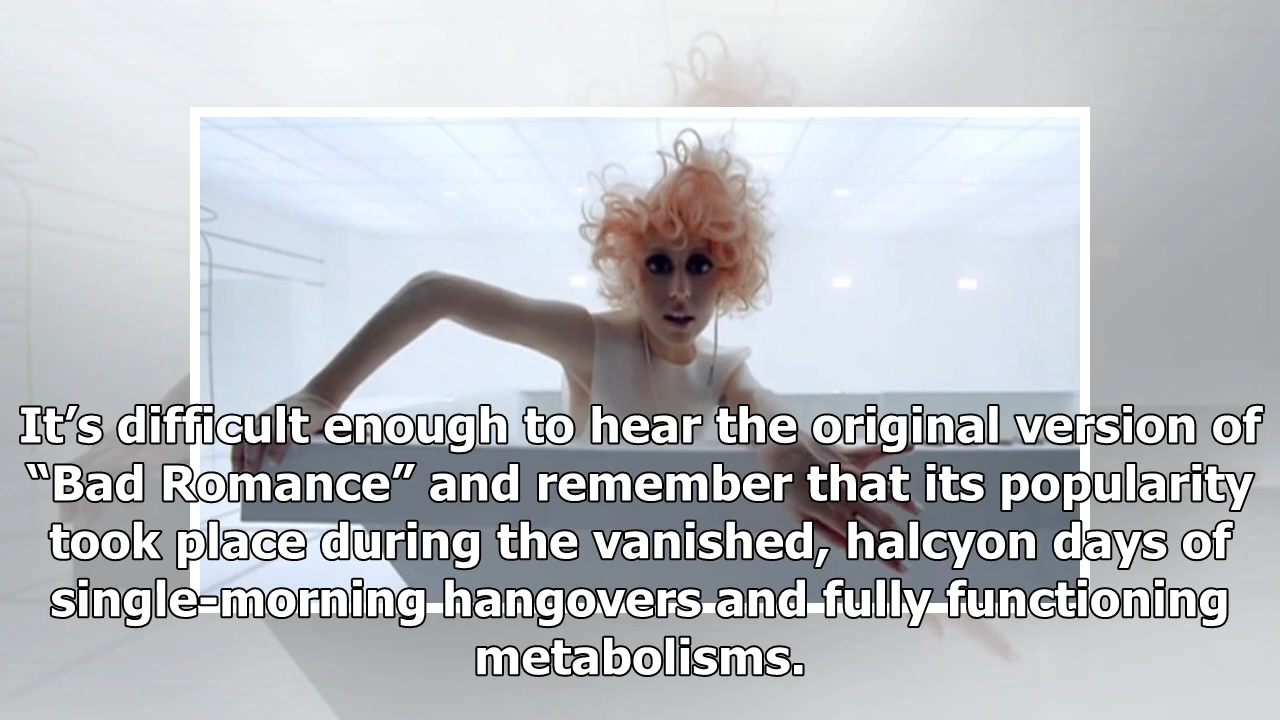 It’s difficult enough to hear the original version of
“Bad Romance” and remember that its popularity
took place during the vanished, halcyon days of
single-morning hangovers and fully functioning
metabolisms.